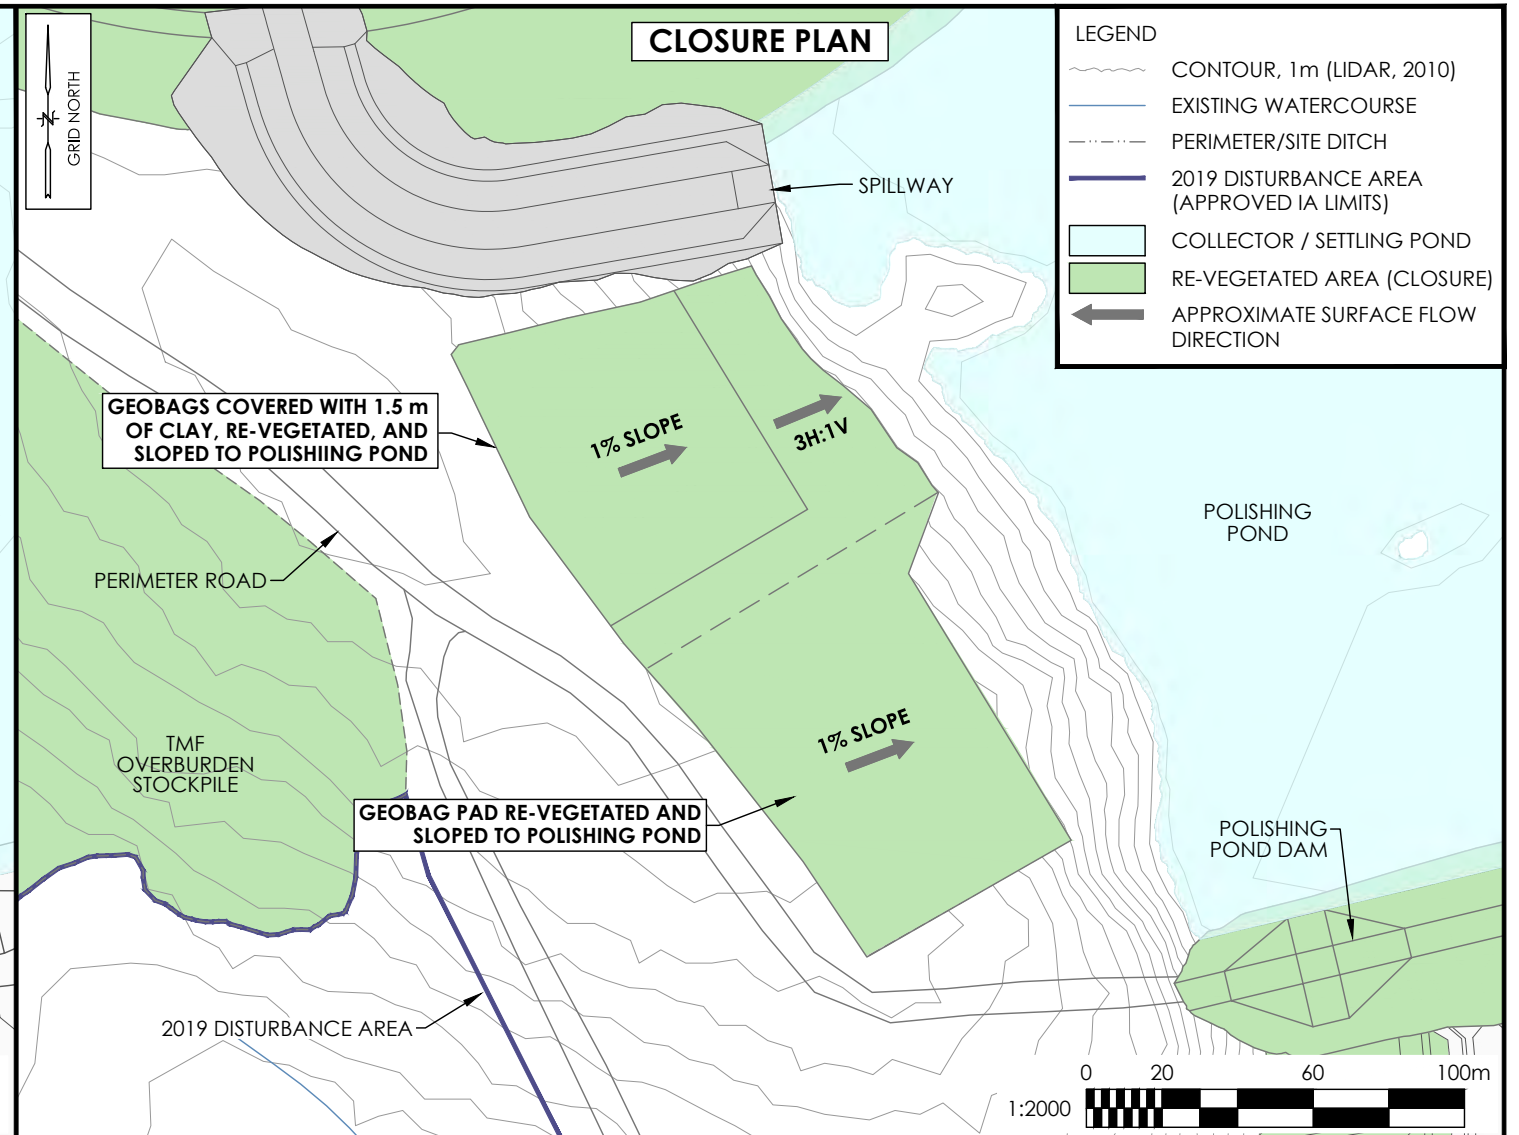 CLOSURE PLAN
GRID NORTH
N
LEGEND
CONTOUR, 1m (LIDAR, 2010)
EXISTING WATERCOURSE
PERIMETER/SITE DITCH
2019 DISTURBANCE AREA
(APPROVED IA LIMITS)
COLLECTOR / SETTLING POND
RE-VEGETATED AREA (CLOSURE)
APPROXIMATE SURFACE FLOW
DIRECTION
SPILLWAY
GEOBAGS COVERED WITH 1.5 m
OF CLAY, RE-VEGETATED, AND
SLOPED TO POLISHIING POND
1% SLOPE
3H:1V
POLISHING
POND
PERIMETER ROAD
TMF
OVERBURDEN
STOCKPILE
1% SLOPE
GEOBAG PAD RE-VEGETATED AND
SLOPED TO POLISHING POND
POLISHING
POND DAM
2019 DISTURBANCE AREA
0 20 60 100m
1:2000